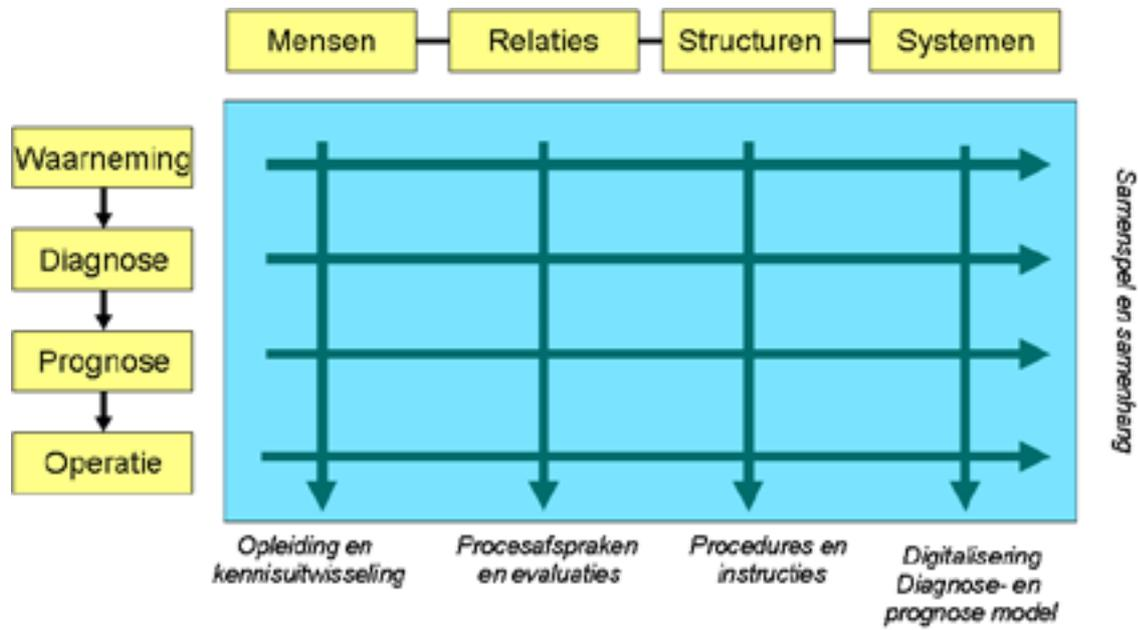 Mensen
Relaties
Structuren
Systemen
Waarneming
Diagnose
Prognose
Operatie
Samenspel en samenhang
Opleiding en
kennisuitwisseling
Procesafspraken
en evaluaties
Procedures en
instructies
Digitalisering
Diagnose- en
prognose model